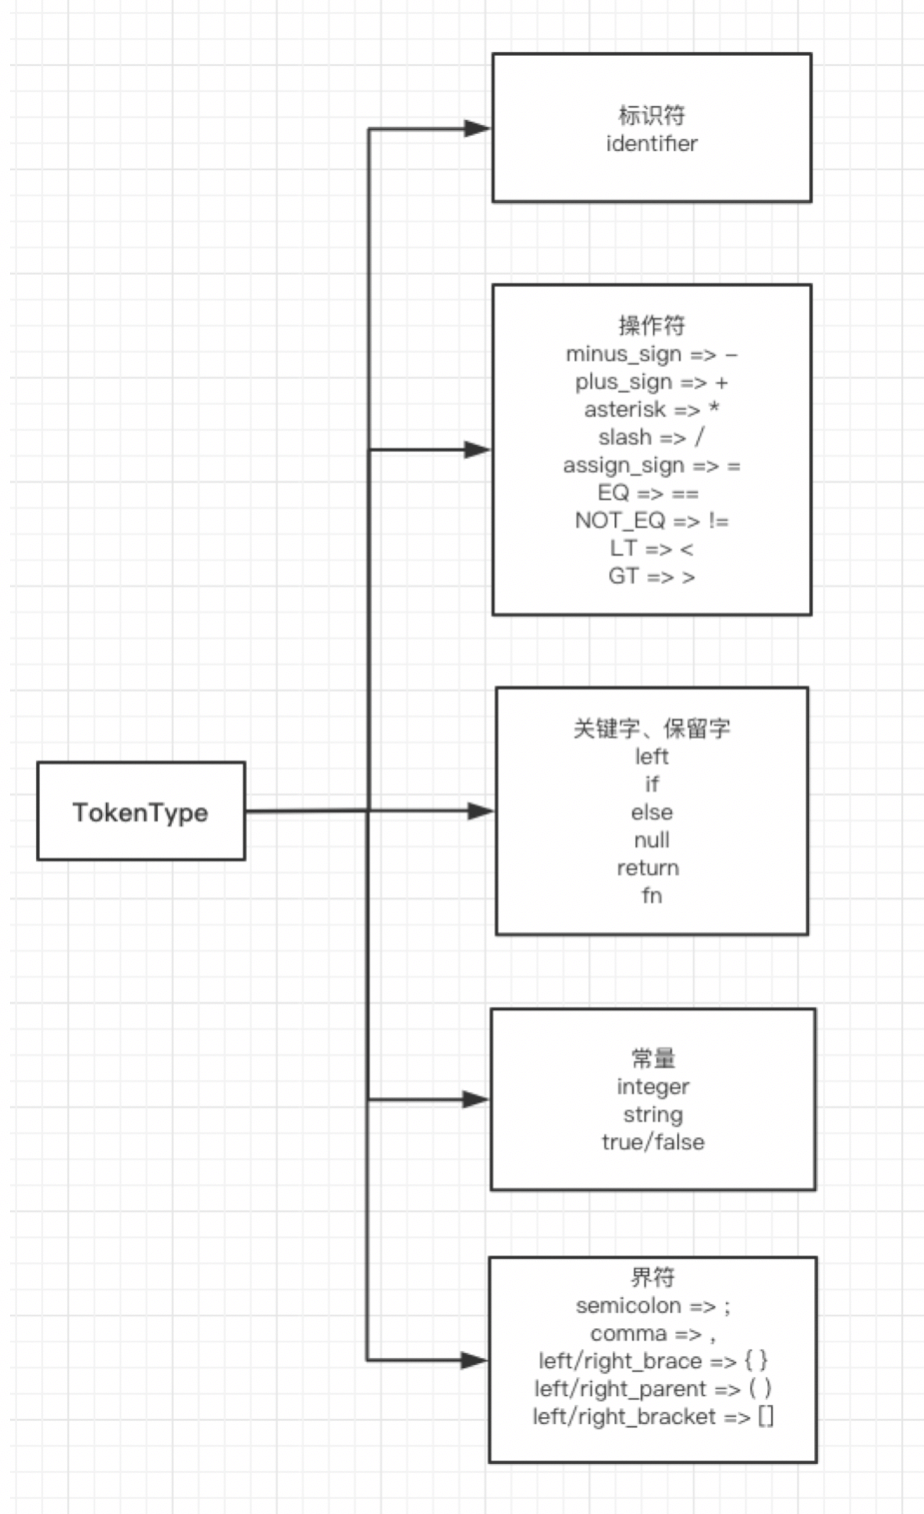 标识符
identifier
操作符
minus_sign => -
plus_sign => +
asterisk => *
slash => /
assign_sign => =
EQ => ==
NOT_EQ => !=
LT => <
GT => >
TokenType
关键字、保留字
left
if
else
null
return
fn
常量
integer
string
true/false
界符
semicolon => ;
comma => ,
left/right_brace => { }
left/right_parent => ( )
left/right_bracket => []